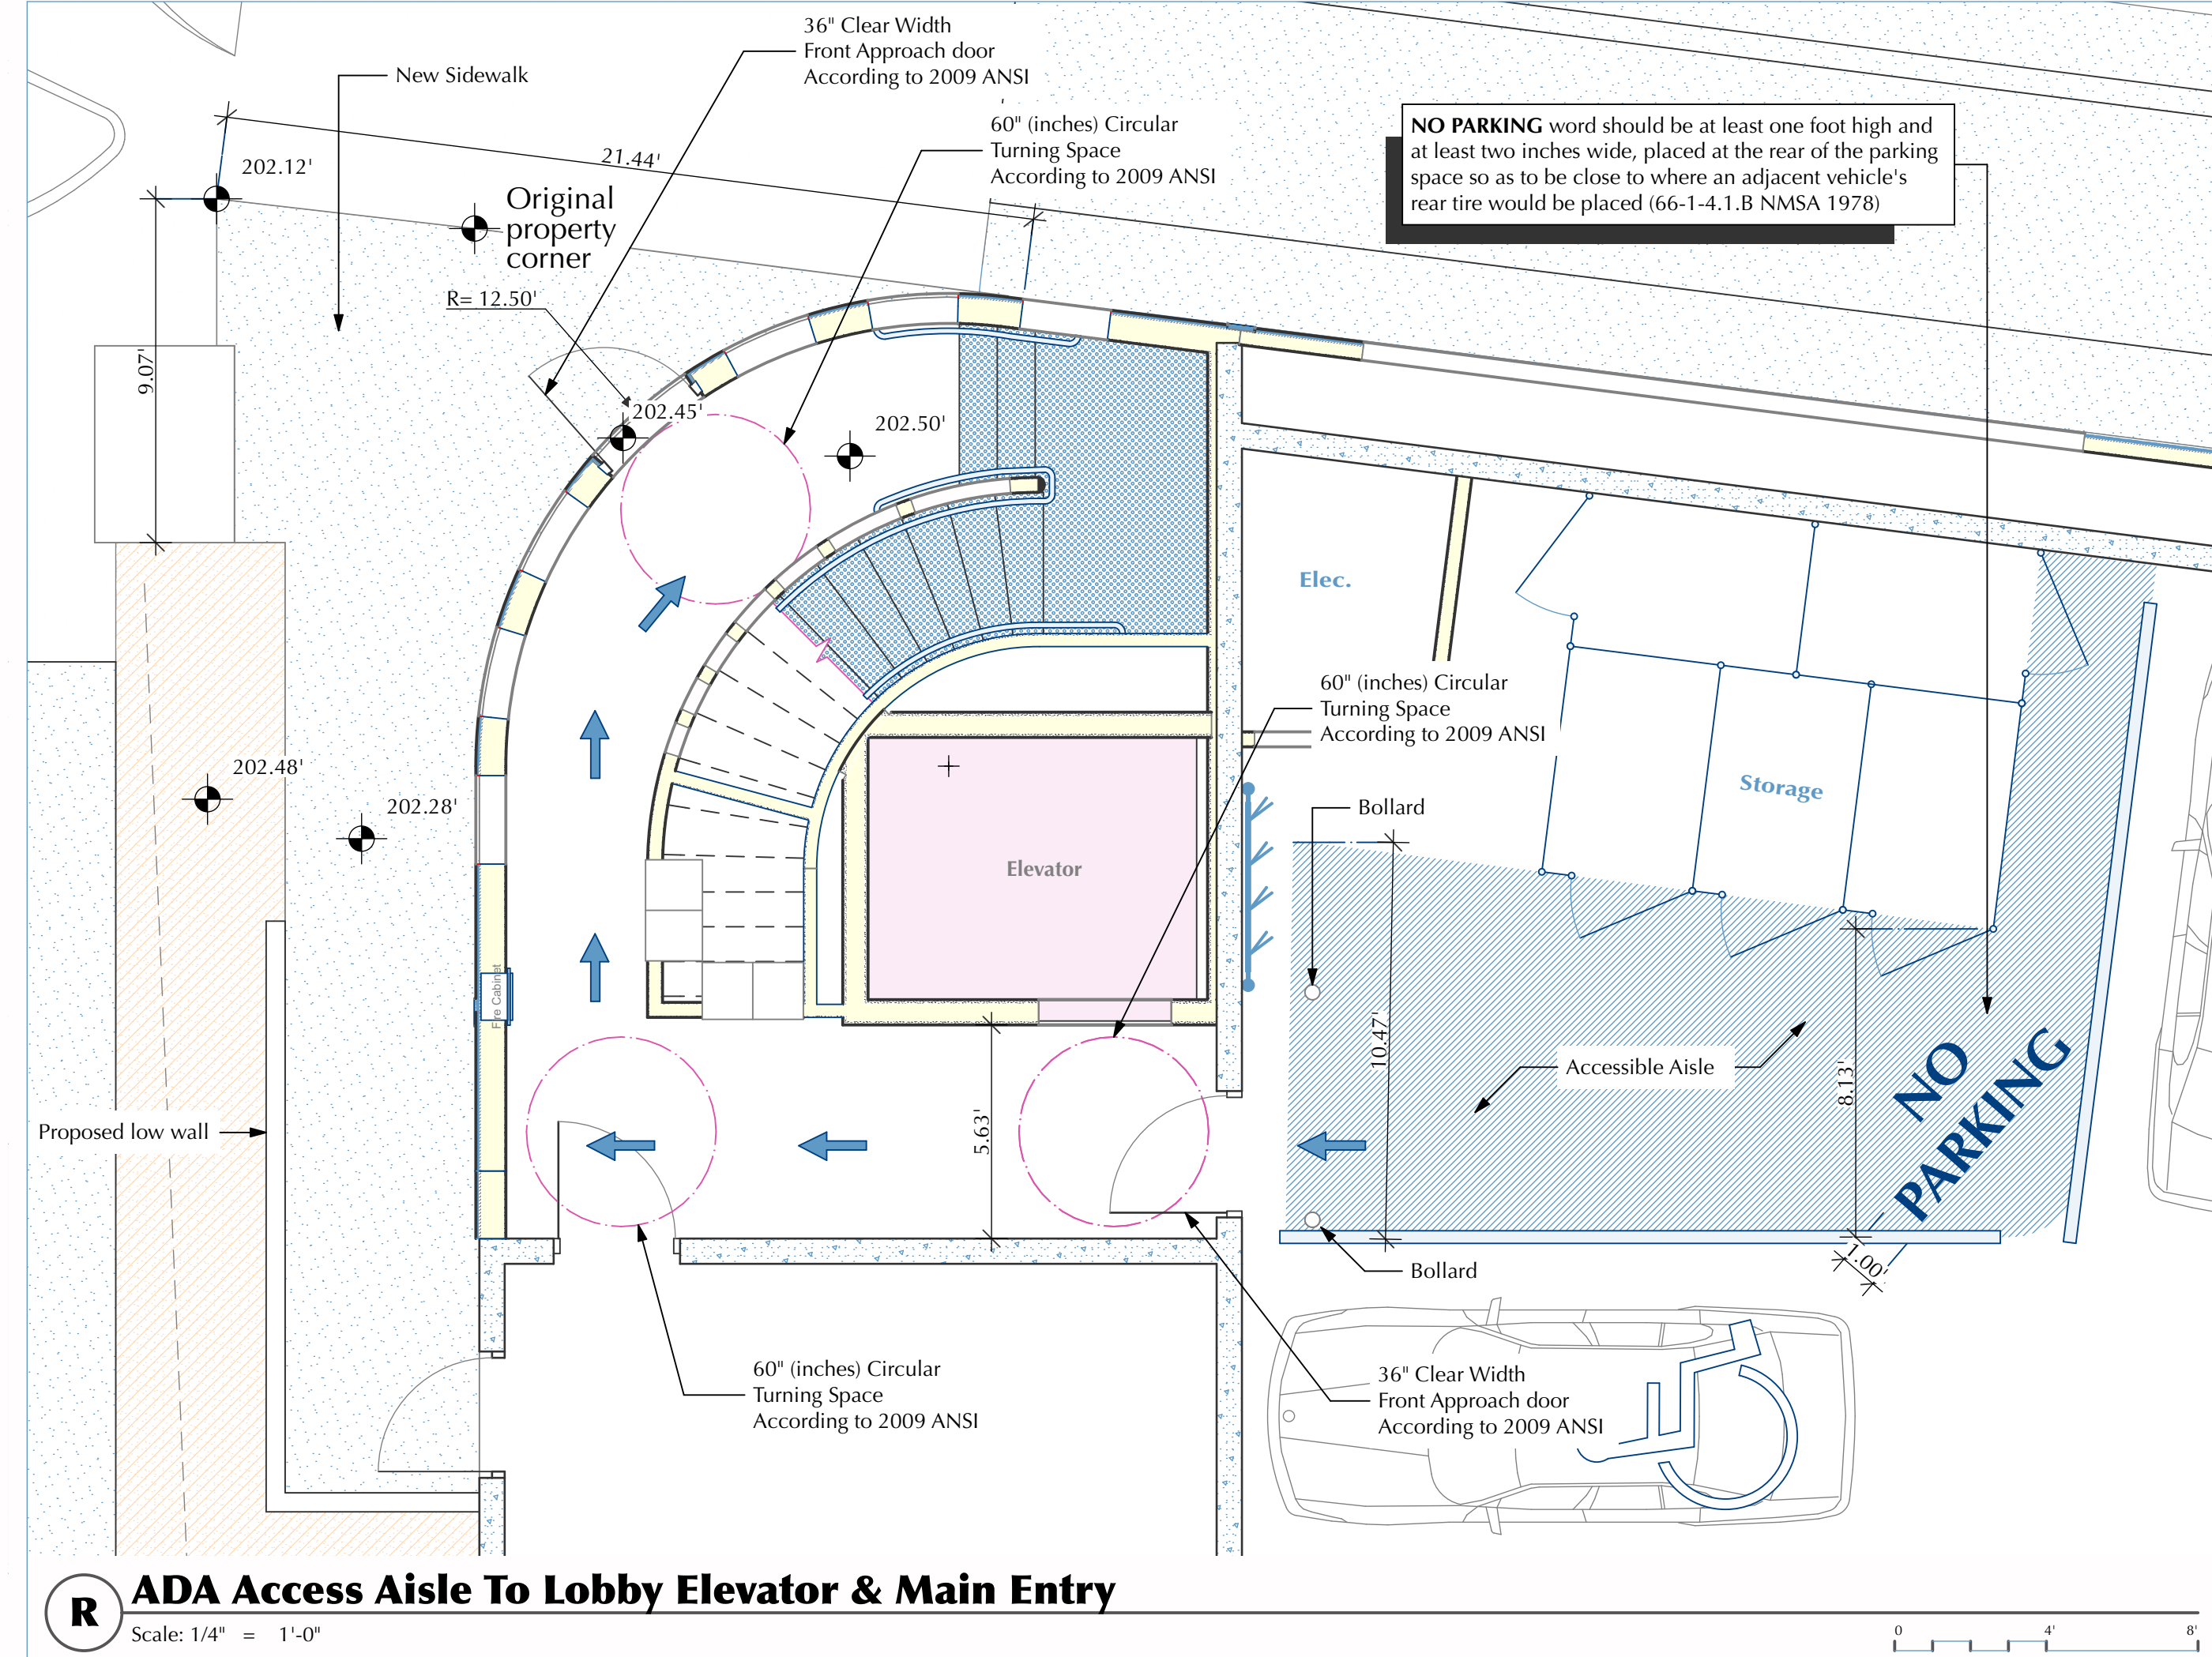 36" Clear Width
Front Approach door
According to 2009 ANSI
New Sidewalk
60" (inches) Circular
Turning Space
According to 2009 ANSI
NO PARKING word should be at least one foot high and
at least two inches wide, placed at the rear of the parking
space so as to be close to where an adjacent vehicle's
rear tire would be placed (66-1-4.1.B NMSA 1978)
202.12'
21.44'
Original
property
corner
R= 12.50'
9.07'
202.45'
202.50'
Elec.
60" (inches) Circular
Turning Space
According to 2009 ANSI
202.48'
202.28'
Storage
Bollard
Elevator
Fire Cabinet
10.47'
Accessible Aisle
8.13'
NO
PARKING
Proposed low wall
5.63'
1.00'
Bollard
60" (inches) Circular
Turning Space
According to 2009 ANSI
36" Clear Width
Front Approach door
According to 2009 ANSI
R
ADA Access Aisle To Lobby Elevator & Main Entry
Scale: 1/4" = 1'-0"
0 4' 8'